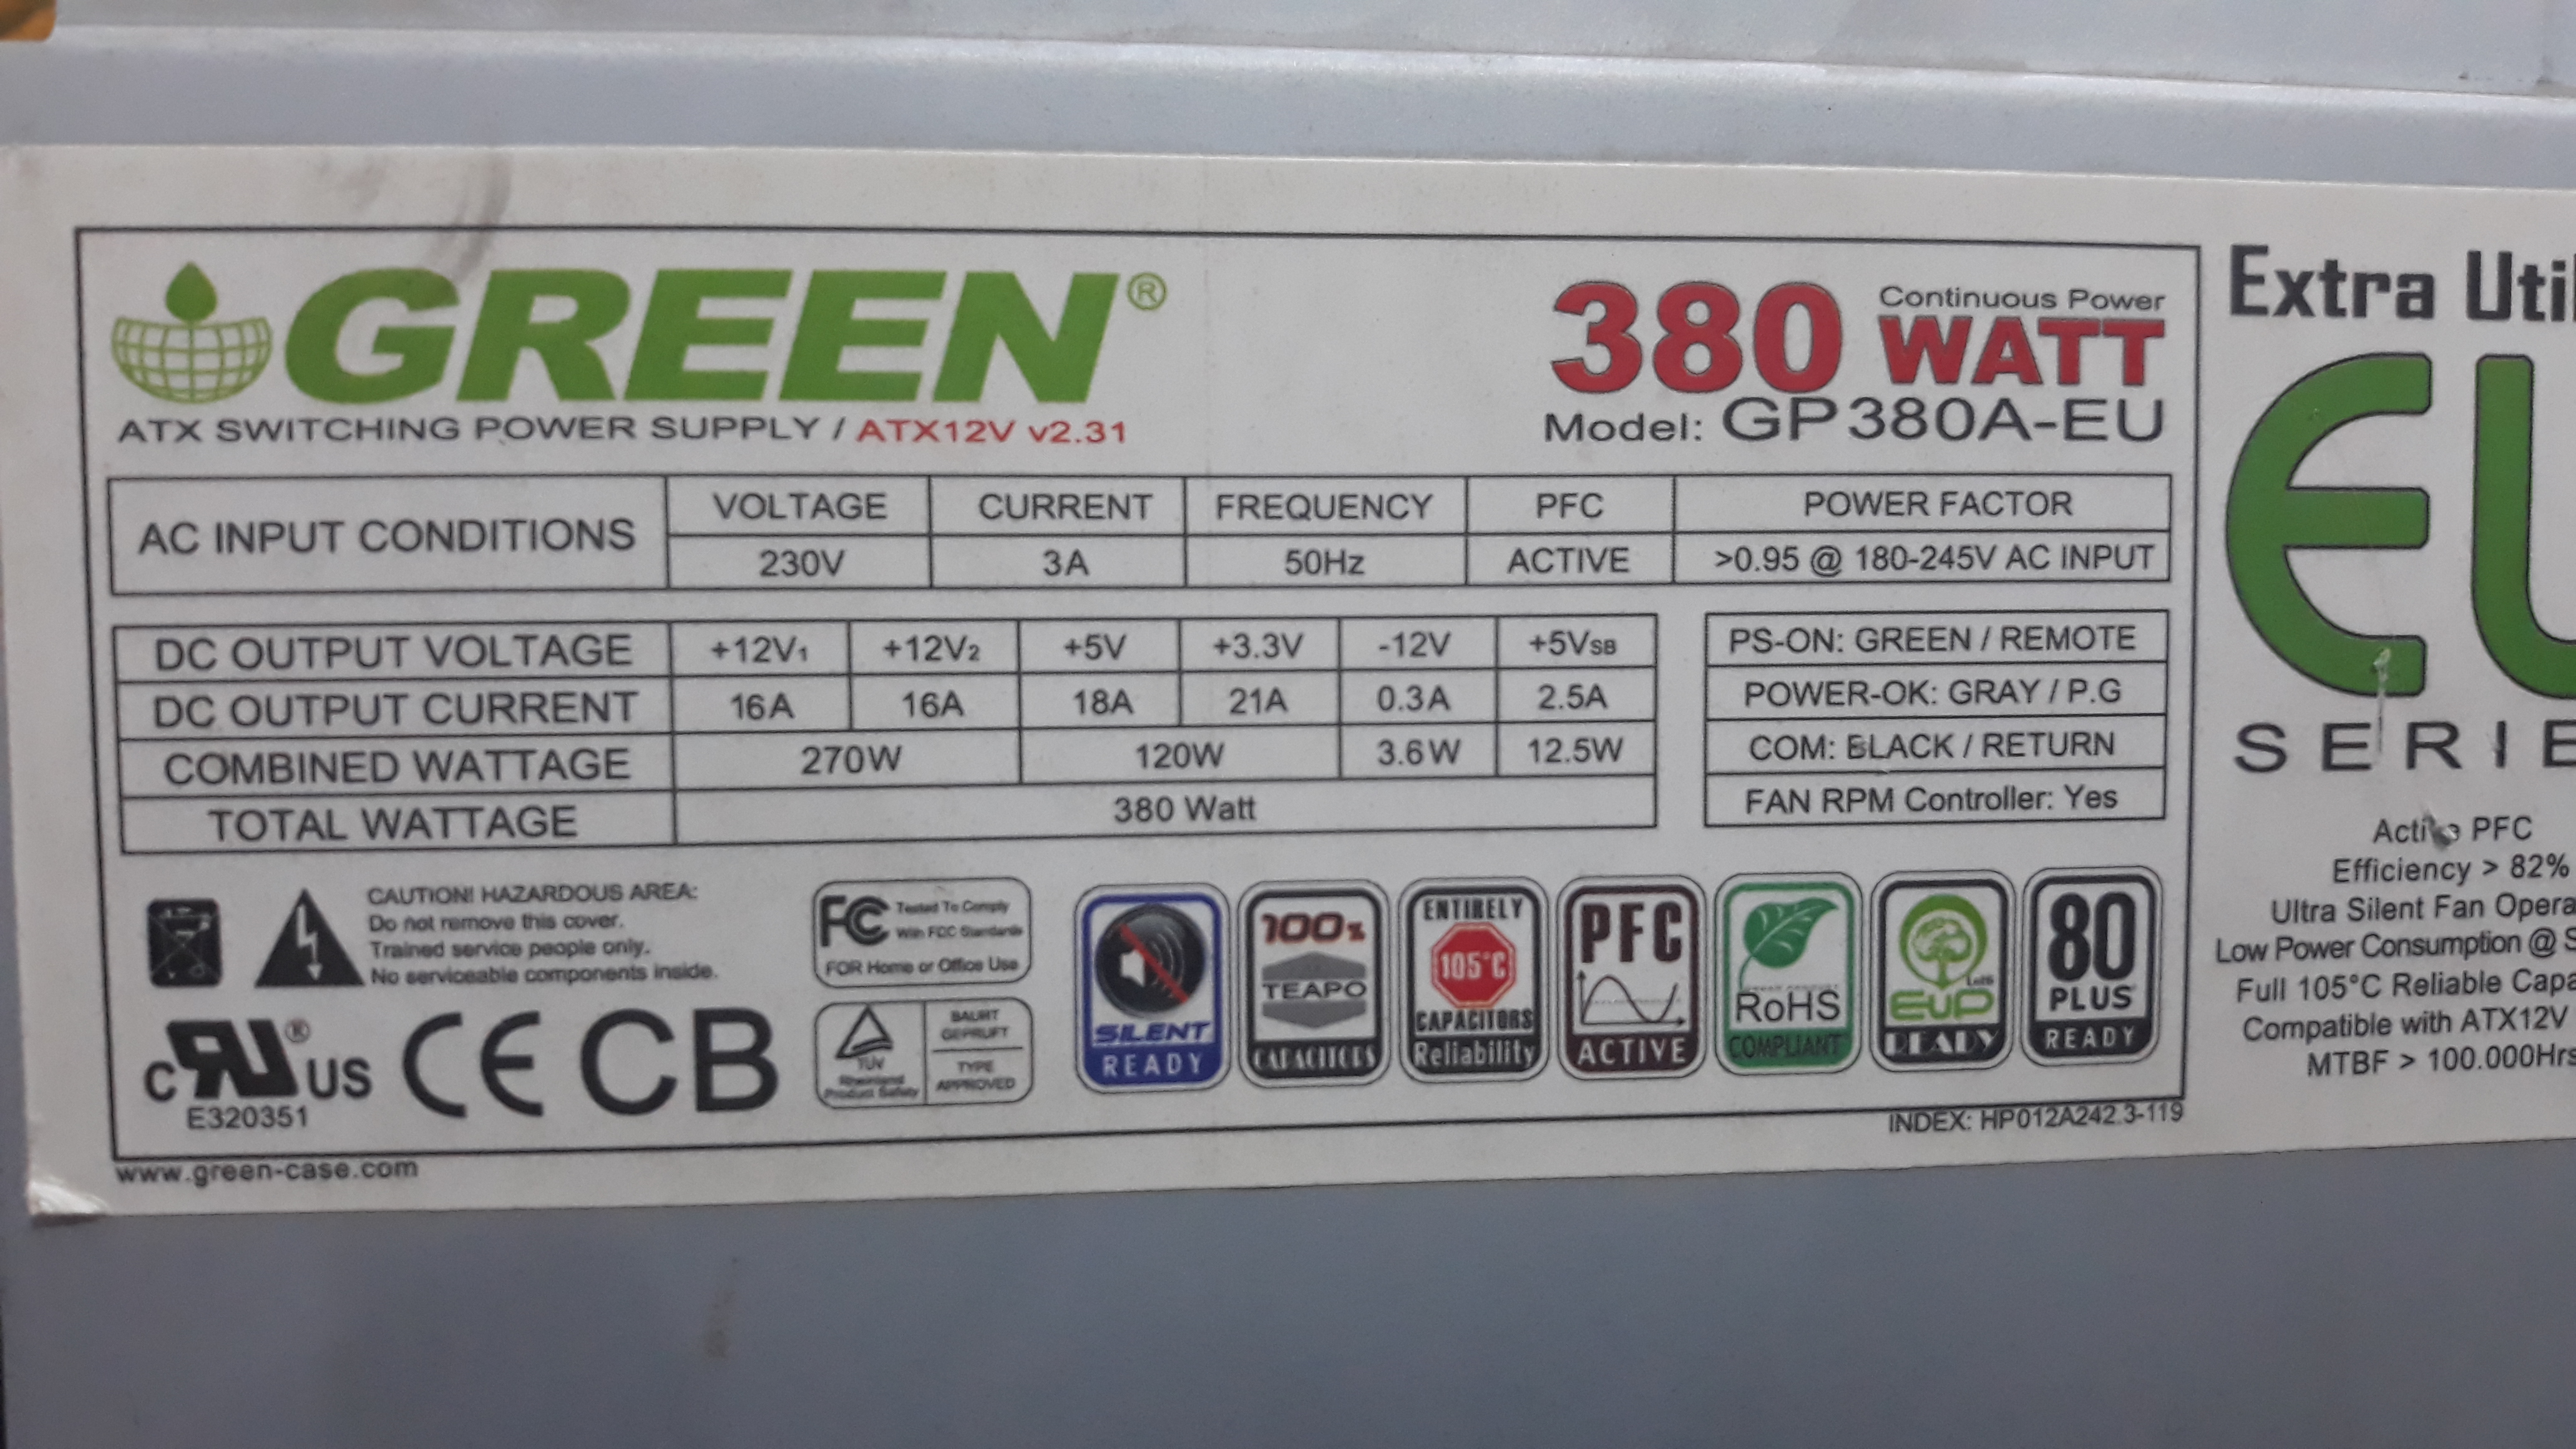 GREEN®
ATX SWITCHING POWER SUPPLY / ATX12V v2.31
380 WATT
Continuous Power
Model: GP380A-EU
AC INPUT CONDITIONS
VOLTAGE CURRENT FREQUENCY PFC POWER FACTOR
230V 3A 50Hz ACTIVE >0.95 @ 180-245V AC INPUT
DC OUTPUT VOLTAGE +12V1 +12V2 +5V +3.3V -12V +5VSB
DC OUTPUT CURRENT 16A 16A 18A 21A 0.3A 2.5A
COMBINED WATTAGE 270W 120W 3.6W 12.5W
TOTAL WATTAGE 380 Watt
PS-ON: GREEN / REMOTE
POWER-OK: GRAY / P.G
COM: BLACK / RETURN
FAN RPM Controller: Yes
CAUTION! HAZARDOUS AREA:
Do not remove this cover.
Trained service people only.
No serviceable components inside.
FC Tested To Comply
With FCC Standards
FOR Home or Office Use
c RU® US
E320351
CE CB
TUV
Rheinland
Product Safety
BAURT
GEPRUFT
TYPE
APPROVED
SILENT
READY
100%
TEAPO
CAPACITORS
ENTIRELY
105°C
CAPACITORS
Reliability
PFC
ACTIVE
RoHS
COMPLIANT
EuP
READY
80
PLUS
READY
INDEX: HP012A242.3-119
www.green-case.com
Extra Util
EU
SERIE
Active PFC
Efficiency > 82%
Ultra Silent Fan Opera
Low Power Consumption @ S
Full 105°C Reliable Capa
Compatible with ATX12V
MTBF > 100.000Hrs